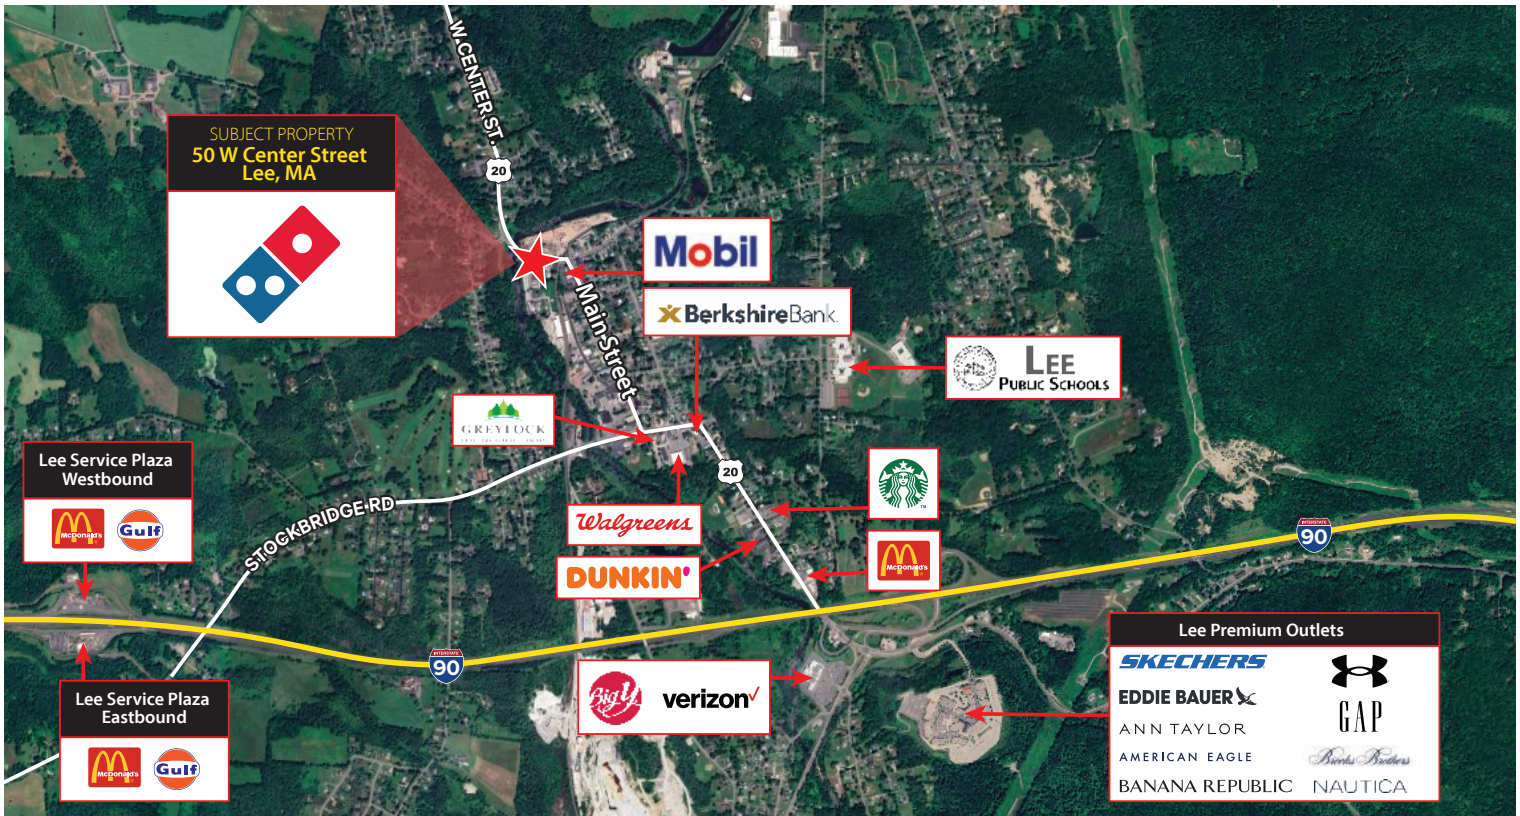 W. CENTER ST.
20
SUBJECT PROPERTY
50 W Center Street
Lee, MA
Mobil
Main Street
BerkshireBank
LEE
PUBLIC SCHOOLS
GREYLOCK
20
Lee Service Plaza
Westbound
McDonald's
Gulf
STOCKBRIDGE RD
Walgreens
DUNKIN'
McDonald's
90
90
Lee Service Plaza
Eastbound
McDonald's
Gulf
Big Y
verizon
Lee Premium Outlets
SKECHERS
EDDIE BAUER
ANN TAYLOR
GAP
AMERICAN EAGLE
Brooks Brothers
BANANA REPUBLIC
NAUTICA